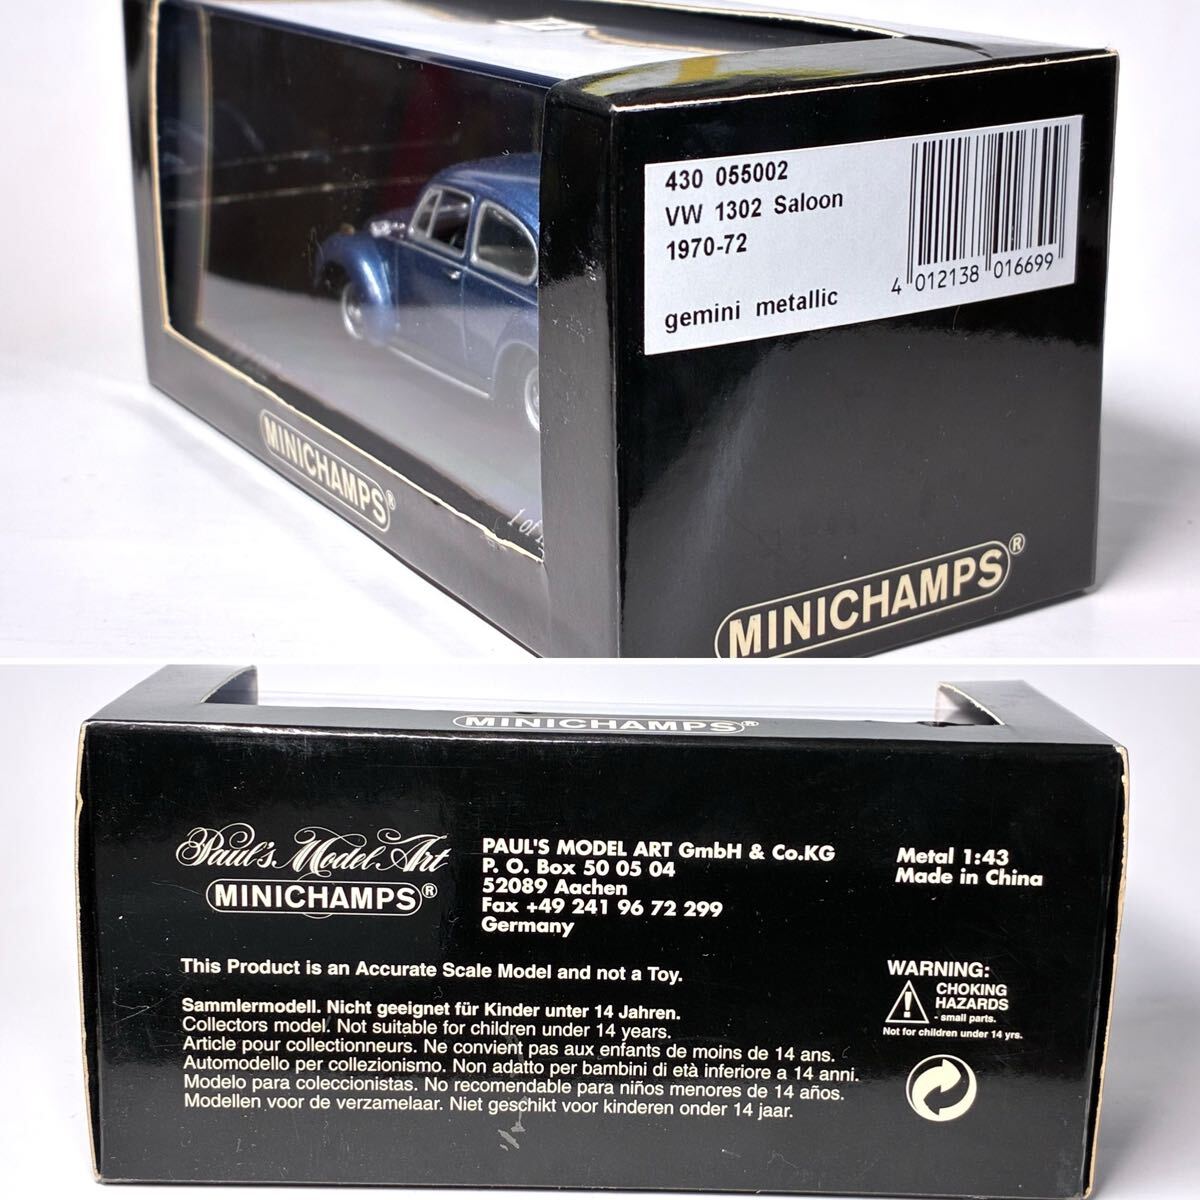 430 055002
VW 1302 Saloon
1970-72
gemini metallic
4 012138 016699
MINICHAMPS®
1 of
MINICHAMPS®
MINICHAMPS®
Paul's Model Art
MINICHAMPS®
PAUL'S MODEL ART GmbH & Co.KG
P. O. Box 50 05 04
52089 Aachen
Fax +49 241 96 72 299
Germany
Metal 1:43
Made in China
This Product is an Accurate Scale Model and not a Toy.
Sammlermodell. Nicht geeignet für Kinder unter 14 Jahren.
Collectors model. Not suitable for children under 14 years.
Article pour collectionneurs. Ne convient pas aux enfants de moins de 14 ans.
Automodello per collezionismo. Non adatto per bambini di età inferiore a 14 anni.
Modelo para coleccionistas. No recomendable para niños menores de 14 años.
Modellen voor de verzamelaar. Niet geschikt voor kinderen onder 14 jaar.
WARNING:
CHOKING
HAZARDS
- small parts.
Not for children under 14 yrs.